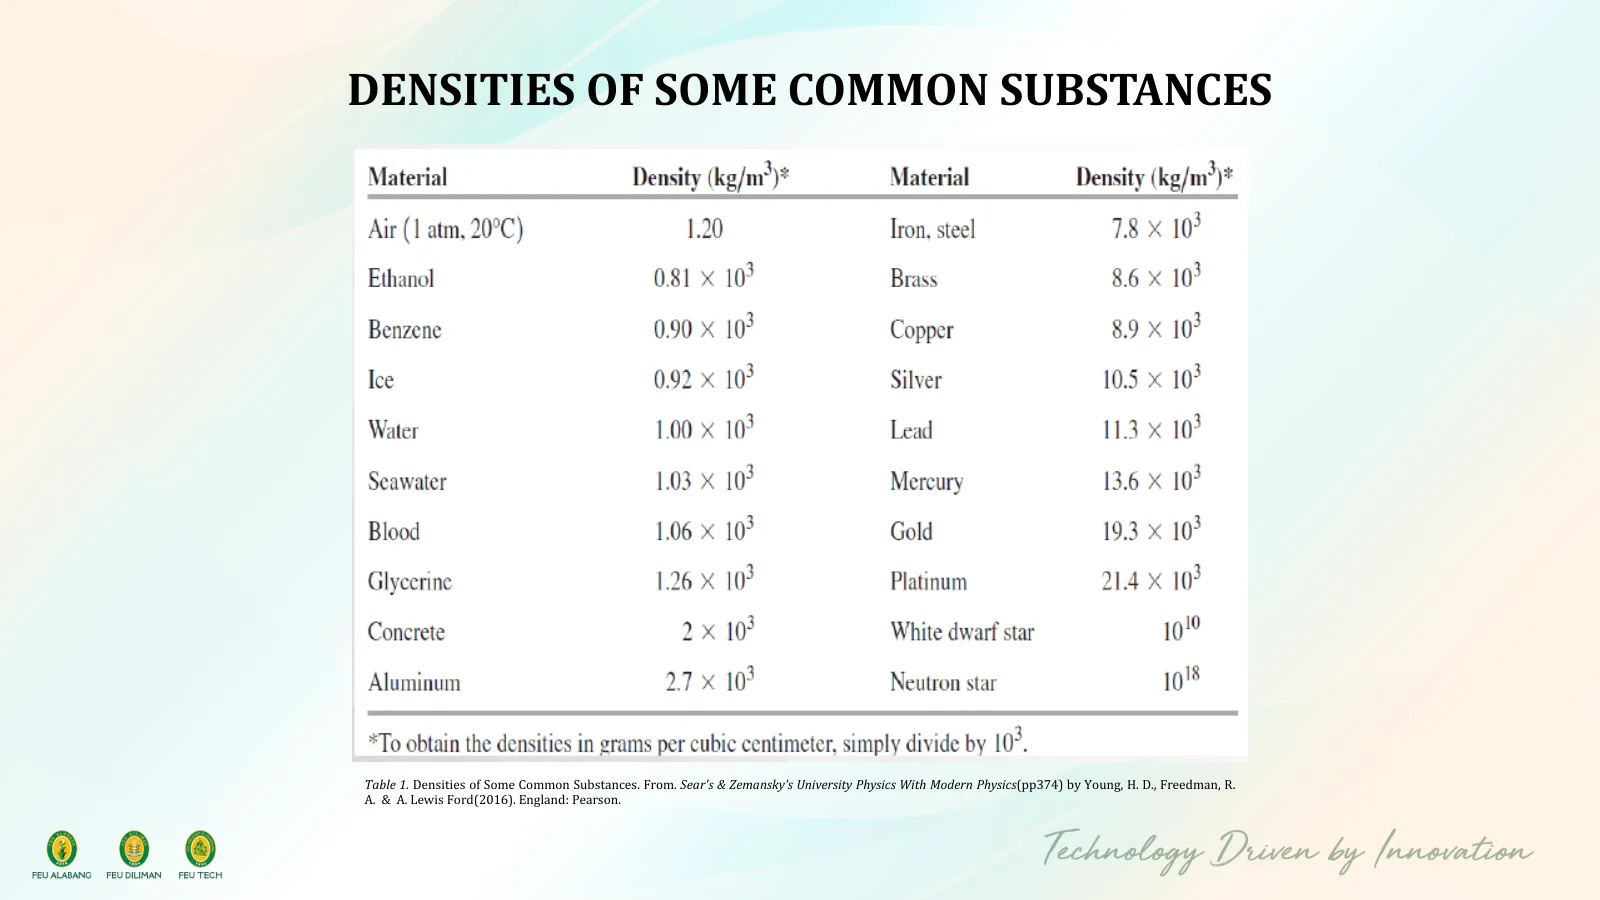 DENSITIES OF SOME COMMON SUBSTANCES
Material Density (kg/m³)* Material Density (kg/m³)*
Air (1 atm, 20°C) 1.20 Iron, steel 7.8 × 10³
Ethanol 0.81 × 10³ Brass 8.6 × 10³
Benzene 0.90 × 10³ Copper 8.9 × 10³
Ice 0.92 × 10³ Silver 10.5 × 10³
Water 1.00 × 10³ Lead 11.3 × 10³
Seawater 1.03 × 10³ Mercury 13.6 × 10³
Blood 1.06 × 10³ Gold 19.3 × 10³
Glycerine 1.26 × 10³ Platinum 21.4 × 10³
Concrete 2 × 10³ White dwarf star 10¹⁰
Aluminum 2.7 × 10³ Neutron star 10¹⁸
*To obtain the densities in grams per cubic centimeter, simply divide by 10³.
Table 1. Densities of Some Common Substances. From. Sear's & Zemansky's University Physics With Modern Physics(pp374) by Young, H. D., Freedman, R.
A. & A. Lewis Ford(2016). England: Pearson.
FEU ALABANG FEU DILIMAN FEU TECH
Technology Driven by Innovation